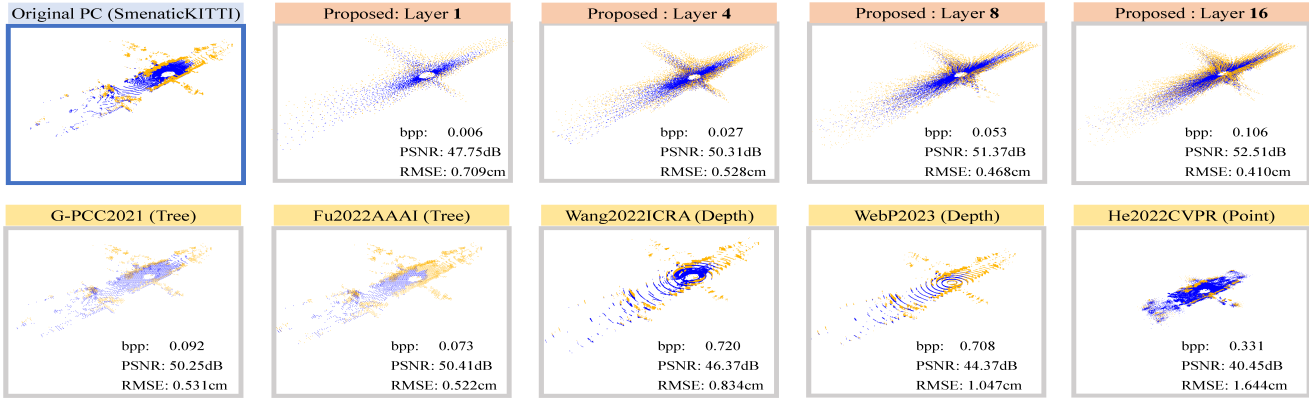 Original PC (SmenaticKITTI)
Proposed: Layer 1
Proposed : Layer 4
Proposed : Layer 8
Proposed : Layer 16
bpp: 0.006
PSNR: 47.75dB
RMSE: 0.709cm
bpp: 0.027
PSNR: 50.31dB
RMSE: 0.528cm
bpp: 0.053
PSNR: 51.37dB
RMSE: 0.468cm
bpp: 0.106
PSNR: 52.51dB
RMSE: 0.410cm
G-PCC2021 (Tree)
Fu2022AAAI (Tree)
Wang2022ICRA (Depth)
WebP2023 (Depth)
He2022CVPR (Point)
bpp: 0.092
PSNR: 50.25dB
RMSE: 0.531cm
bpp: 0.073
PSNR: 50.41dB
RMSE: 0.522cm
bpp: 0.720
PSNR: 46.37dB
RMSE: 0.834cm
bpp: 0.708
PSNR: 44.37dB
RMSE: 1.047cm
bpp: 0.331
PSNR: 40.45dB
RMSE: 1.644cm